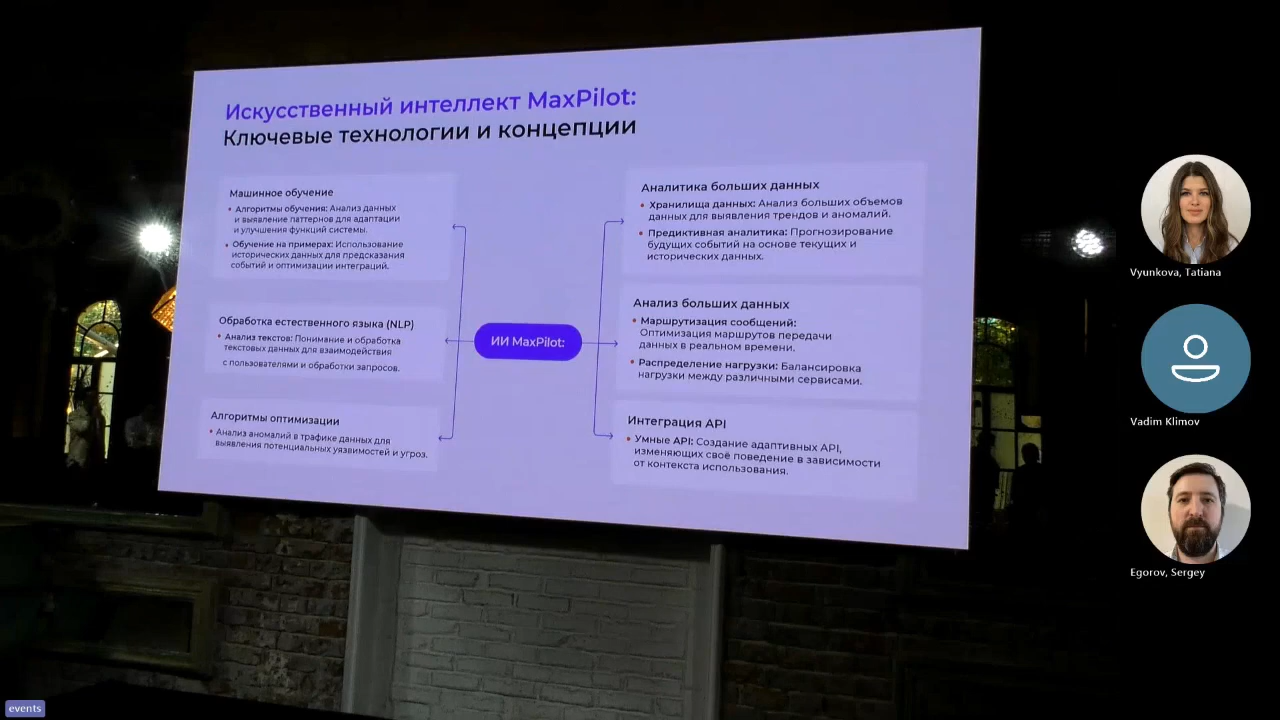 Искусственный интеллект MaxPilot:
Ключевые технологии и концепции
Машинное обучение
• Алгоритмы обучения: Анализ данных
и выявление паттернов для адаптации
и улучшения функций системы.
• Обучение на примерах: Использование
исторических данных для предсказания
событий и оптимизации интеграций.
Обработка естественного языка (NLP)
• Анализ текстов: Понимание и обработка
текстовых данных для взаимодействия
с пользователями и обработки запросов.
Алгоритмы оптимизации
• Анализ аномалий в трафике данных для
выявления потенциальных уязвимостей и угроз.
ИИ MaxPilot:
Аналитика больших данных
• Хранилища данных: Анализ больших объемов
данных для выявления трендов и аномалий.
• Предиктивная аналитика: Прогнозирование
будущих событий на основе текущих и
исторических данных.
Анализ больших данных
• Маршрутизация сообщений:
Оптимизация маршрутов передачи
данных в реальном времени.
• Распределение нагрузки: Балансировка
нагрузки между различными сервисами.
Интеграция API
• Умные API: Создание адаптивных API,
изменяющих своё поведение в зависимости
от контекста использования.
Vyunkova, Tatiana
Vadim Klimov
Egorov, Sergey
events